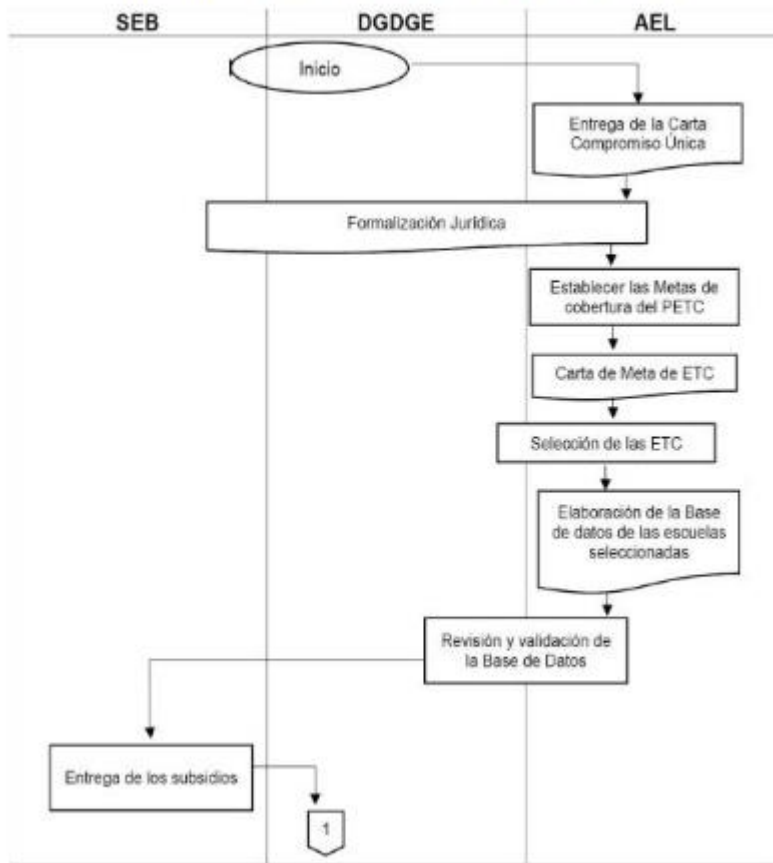 SEB
DGDGE
AEL
Inicio
Entrega de la Carta
Compromiso Única
Formalización Jurídica
Establecer las Metas de
cobertura del PETC
Carta de Meta de ETC
Selección de las ETC
Elaboración de la Base
de datos de las escuelas
seleccionadas
Revisión y validación de
la Base de Datos
Entrega de los subsidios
1